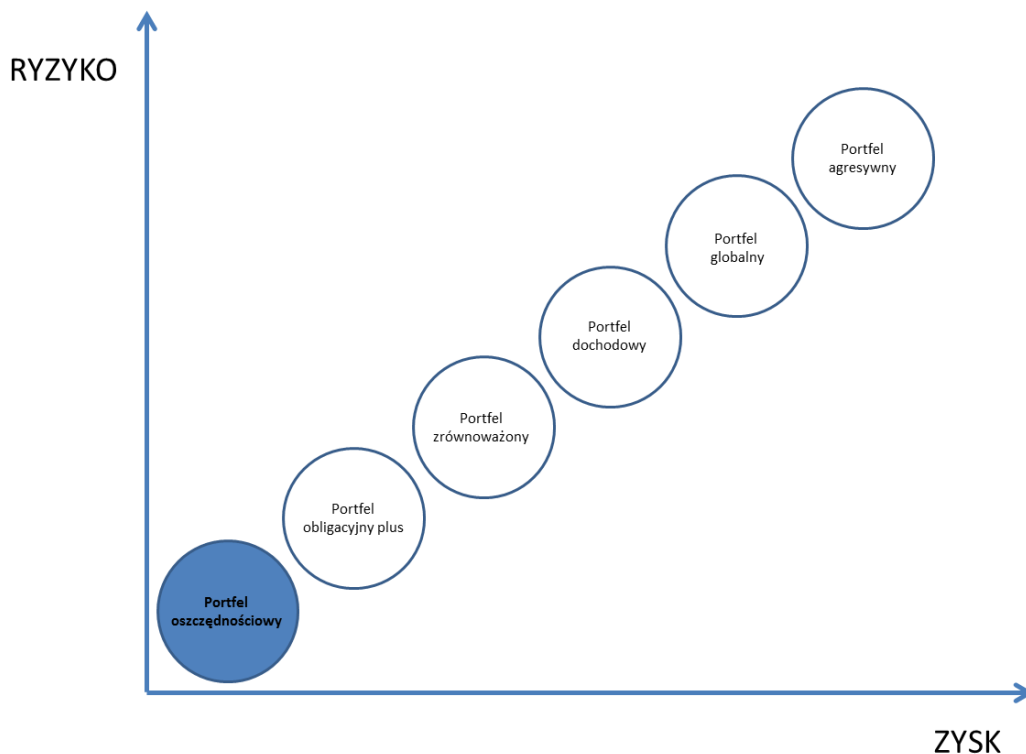 RYZYKO
Portfel
agresywny
Portfel
globalny
Portfel
dochodowy
Portfel
zrównoważony
Portfel
obligacyjny plus
Portfel
oszczędnościowy
ZYSK